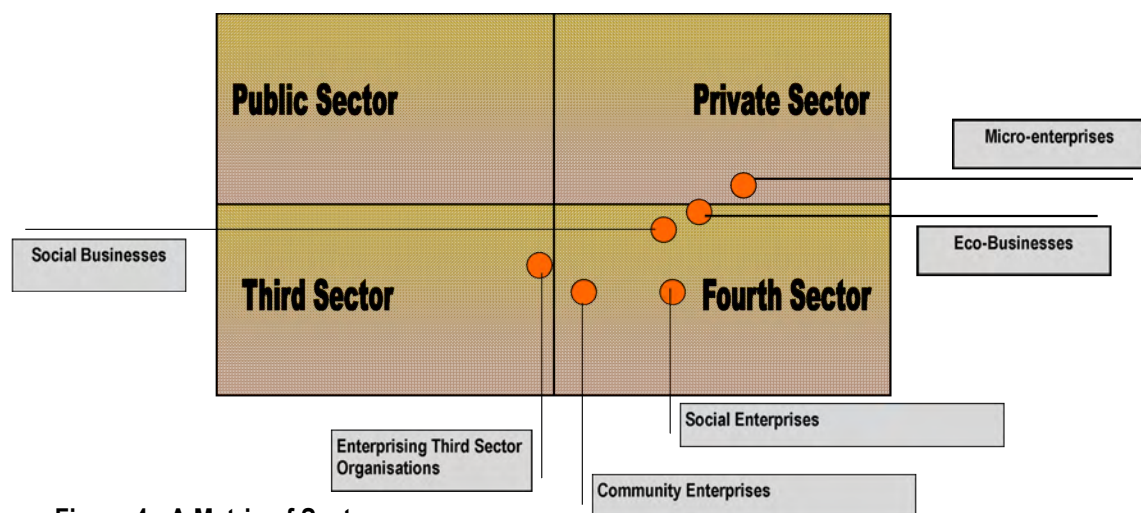 Public Sector
Private Sector
Micro-enterprises
Social Businesses
Eco-Businesses
Third Sector
Fourth Sector
Social Enterprises
Enterprising Third Sector
Organisations
Community Enterprises